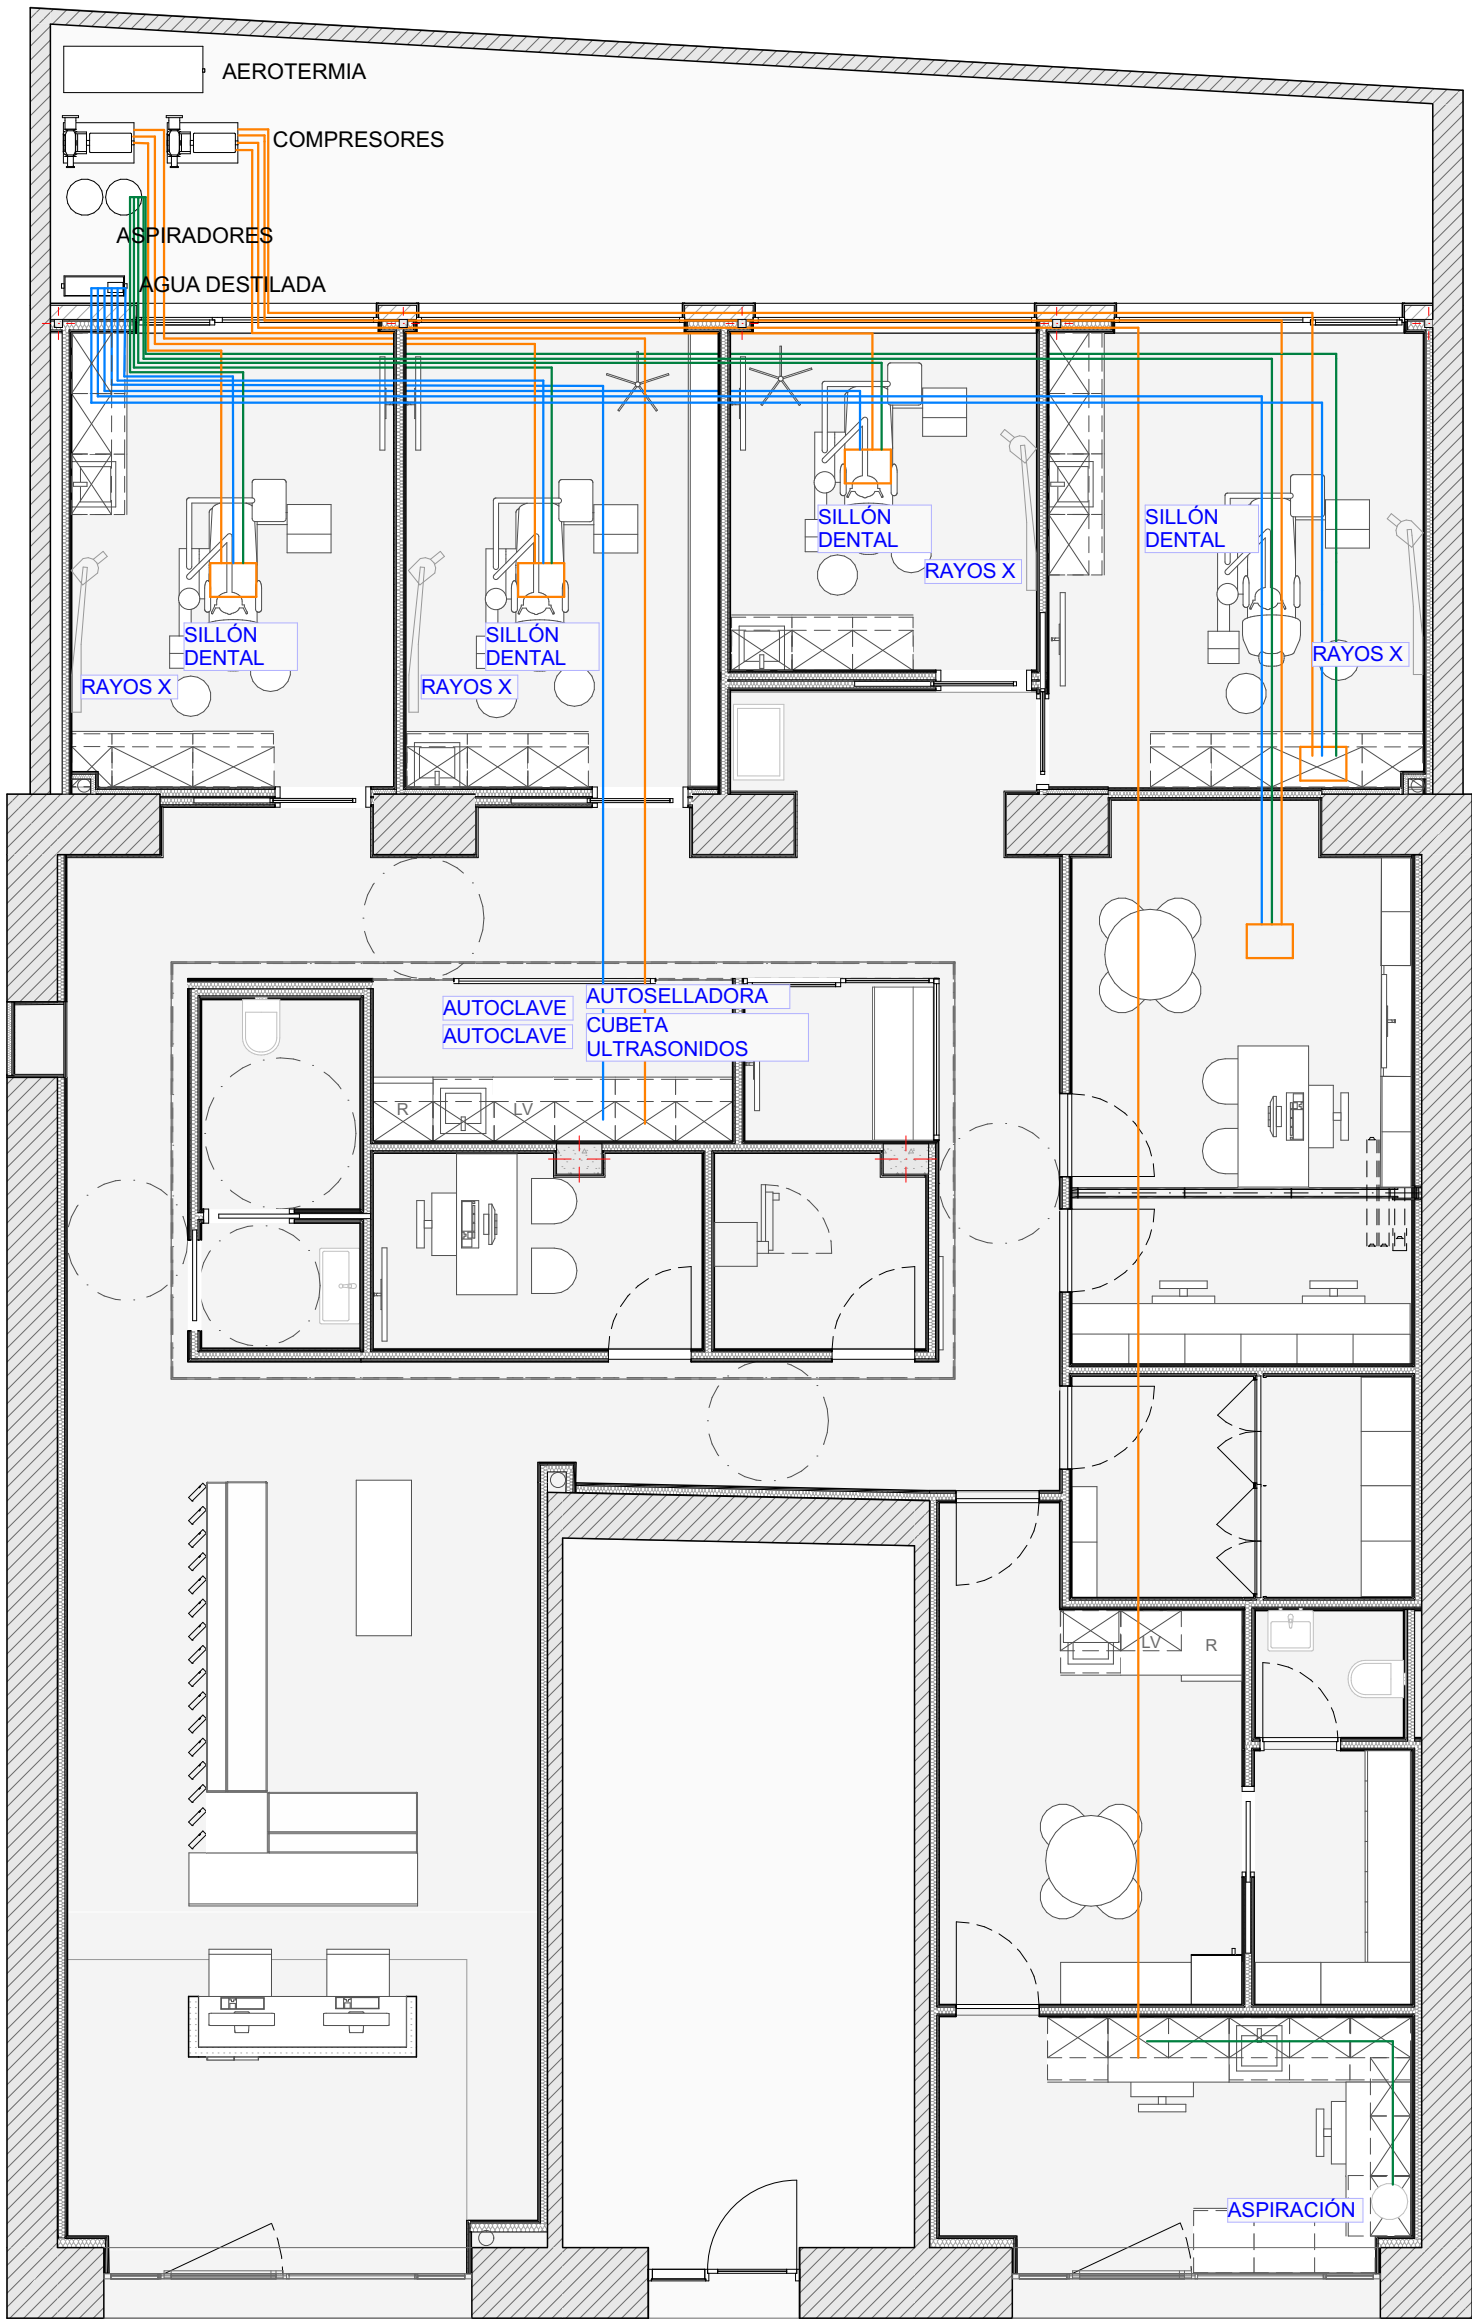 AEROTERMIA
COMPRESORES
ASPIRADORES
AGUA DESTILADA
SILLÓN
DENTAL
RAYOS X
SILLÓN
DENTAL
RAYOS X
SILLÓN
DENTAL
RAYOS X
SILLÓN
DENTAL
RAYOS X
AUTOCLAVE
AUTOCLAVE
AUTOSELLADORA
CUBETA
ULTRASONIDOS
R
LV
LV
R
ASPIRACIÓN